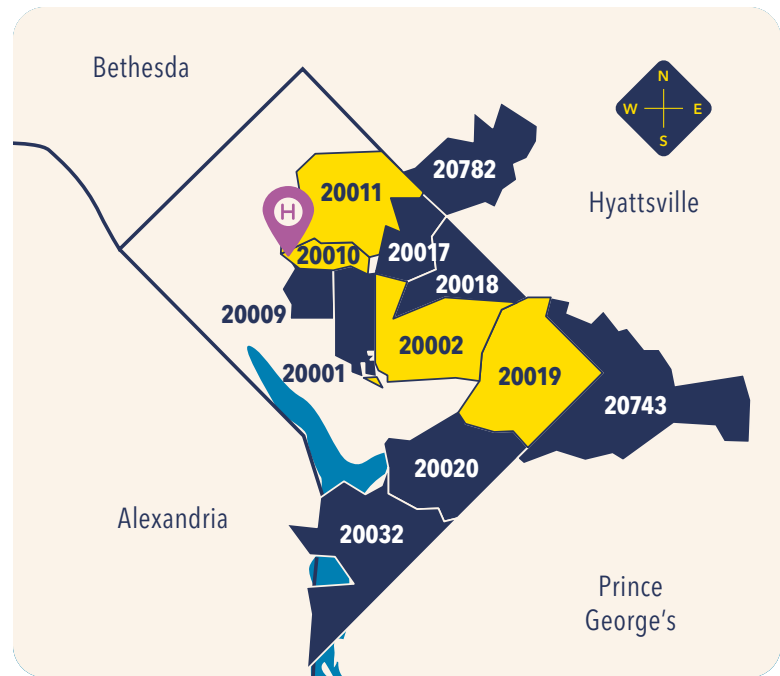 Bethesda
N
W
E
S
20782
20011
Hyattsville
H
20017
20010
20018
20009
20002
20001
20019
20743
20020
Alexandria
20032
Prince
George's